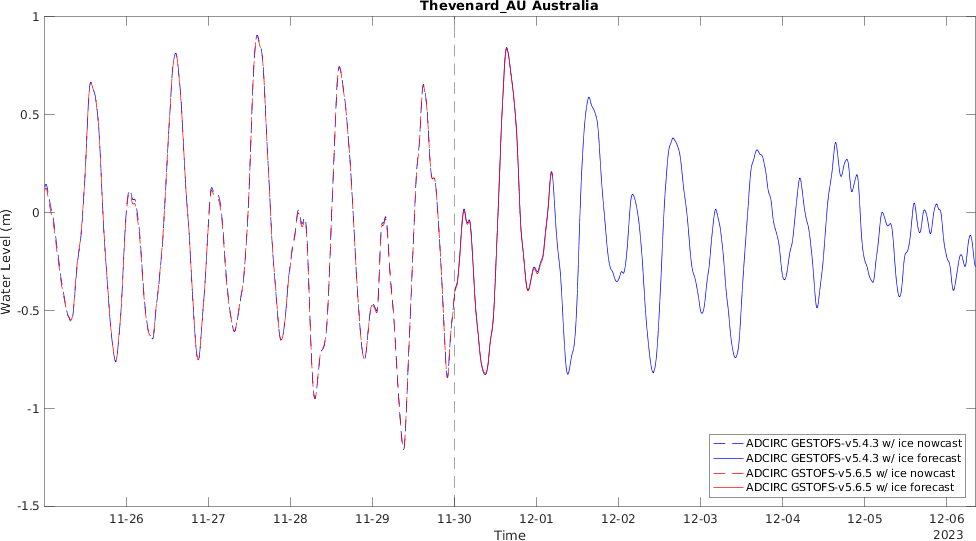 Thevenard_AU Australia
Water Level (m)
1
0.5
0
-0.5
-1
-1.5
ADCIRC GESTOFS-v5.4.3 w/ ice nowcast
ADCIRC GESTOFS-v5.4.3 w/ ice forecast
ADCIRC GSTOFS-v5.6.5 w/ ice nowcast
ADCIRC GSTOFS-v5.6.5 w/ ice forecast
11-26 11-27 11-28 11-29 11-30 12-01 12-02 12-03 12-04 12-05 12-06
Time
2023